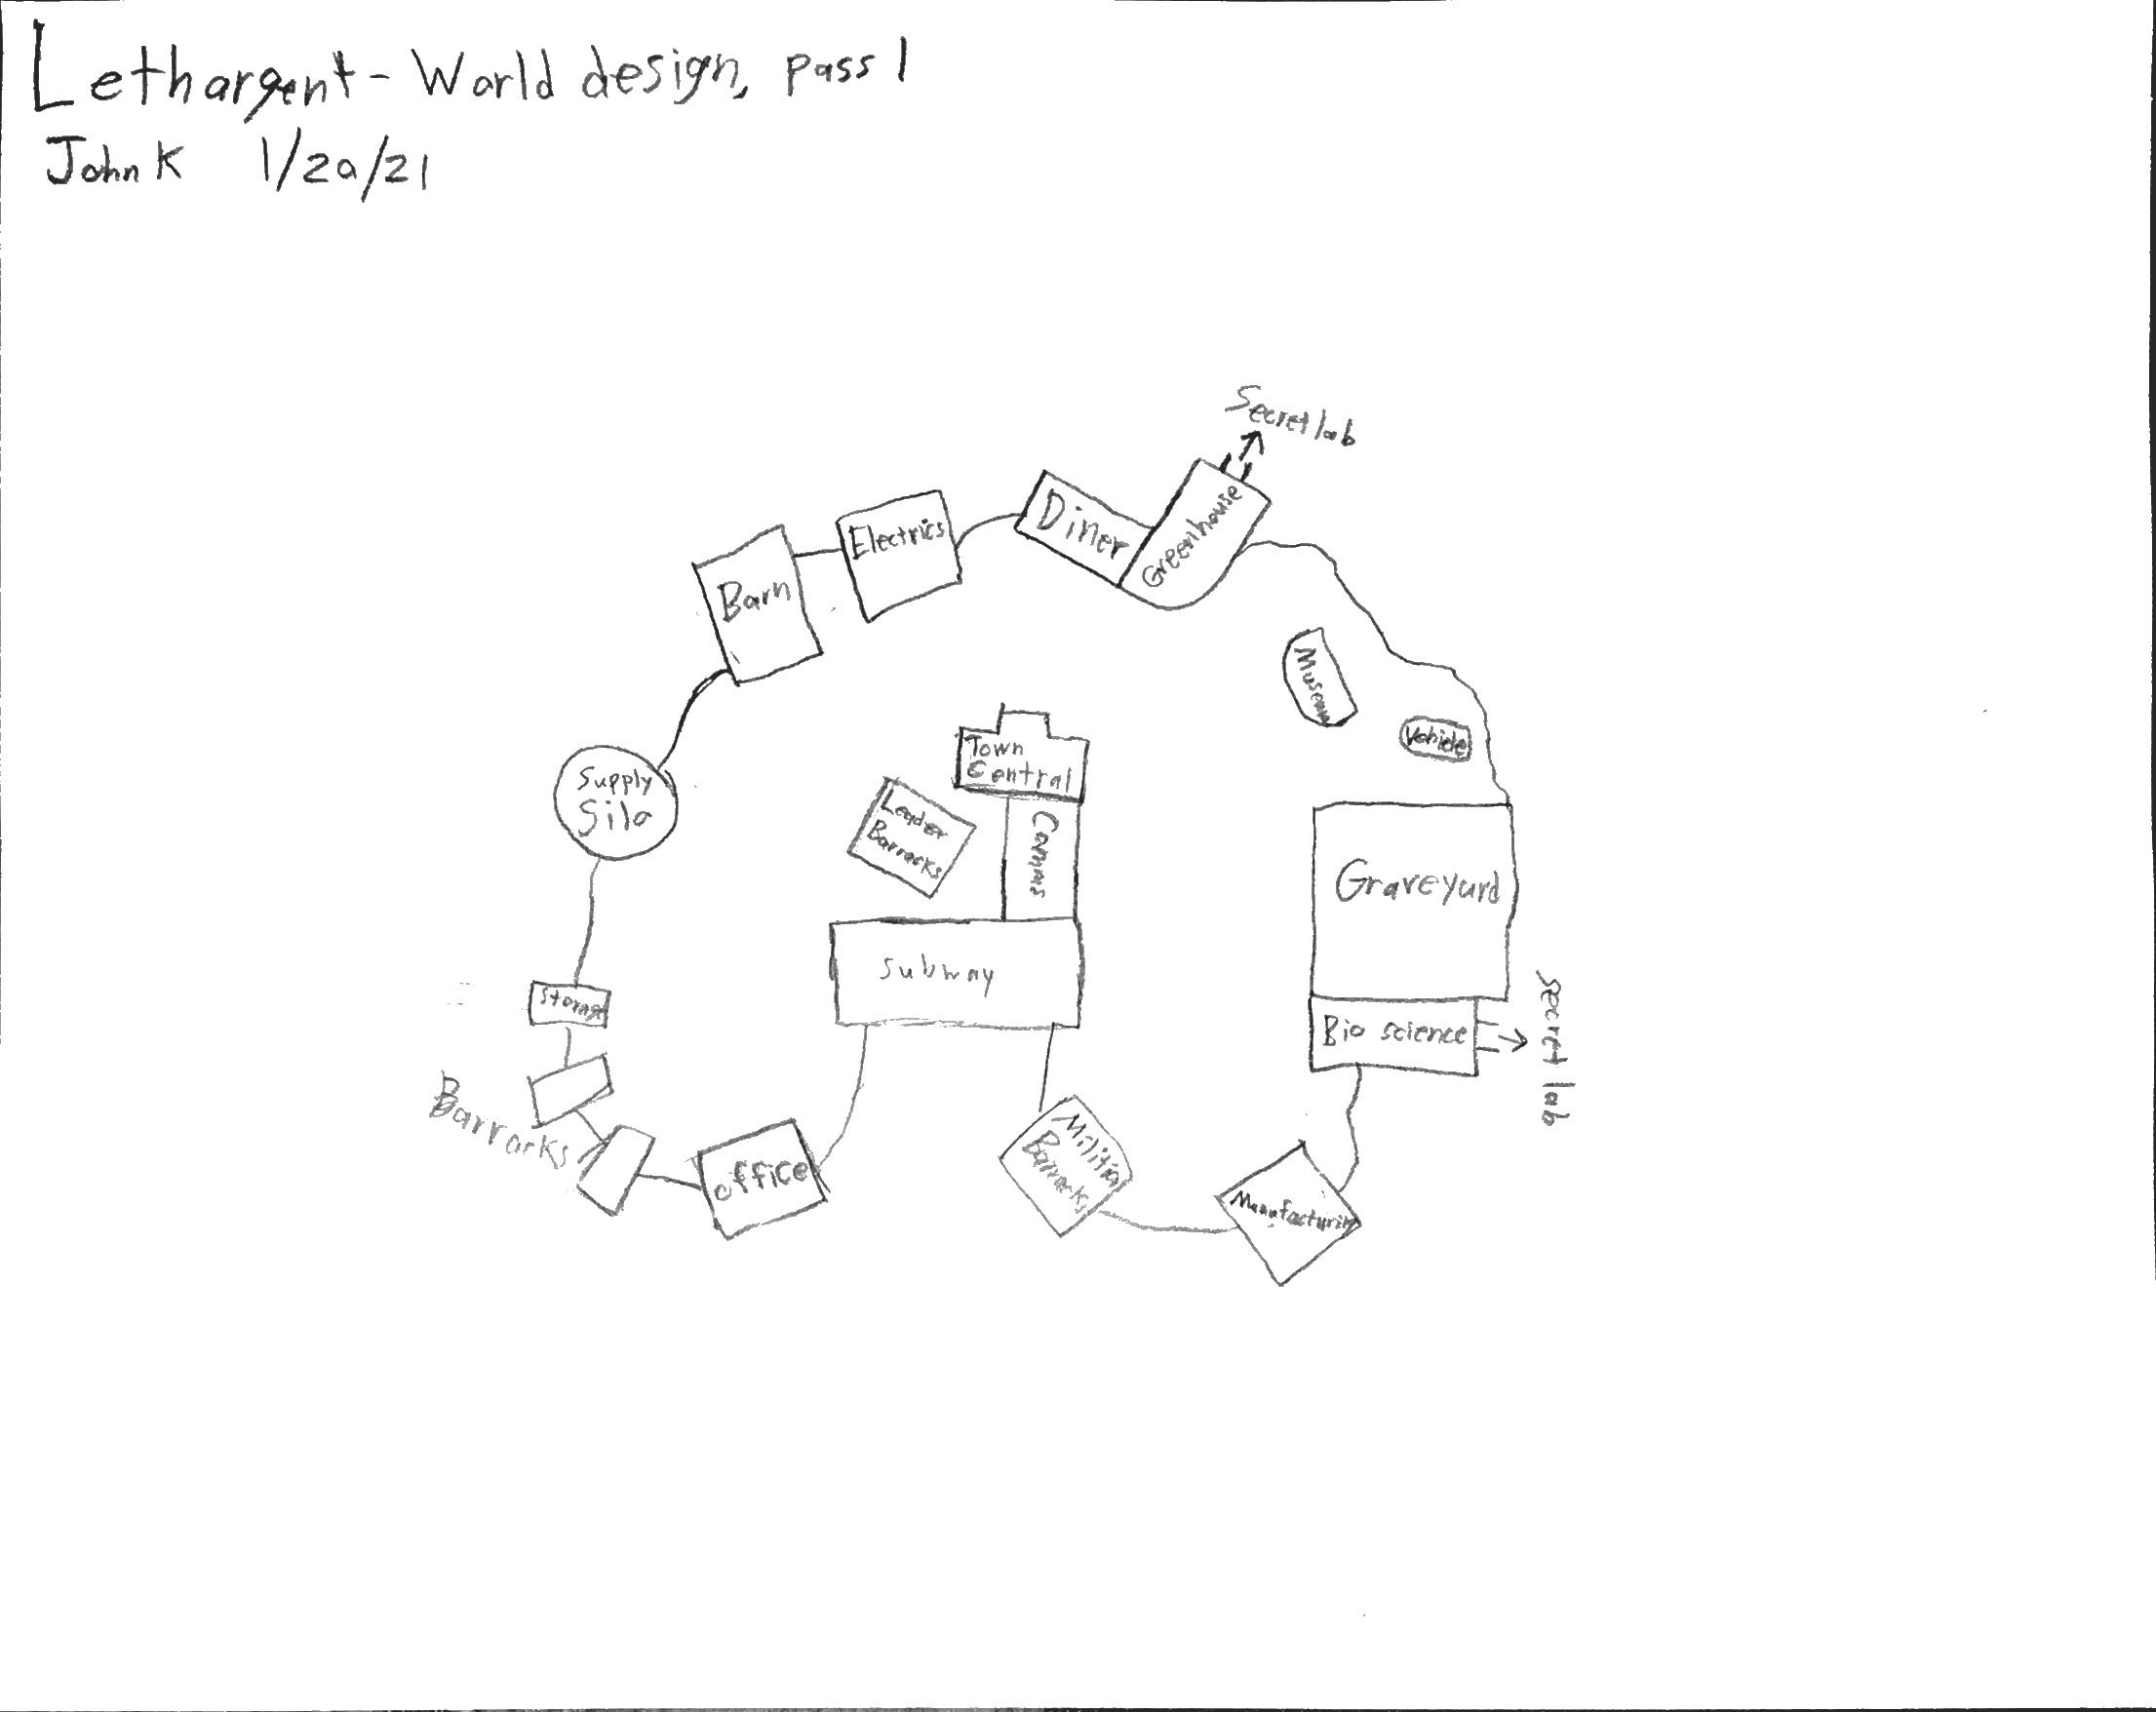 Lethargent - World design, pass 1
John K 1/20/21
Secret lab
Diner
Greenhouse
Electrics
Barn
Museum
Vehicle
Town
Central
Supply
Silo
Leader
Barracks
Comms
Graveyard
Subway
Storage
Bio science
Secret lab
Barracks
office
Militia
Barracks
Manufacturing